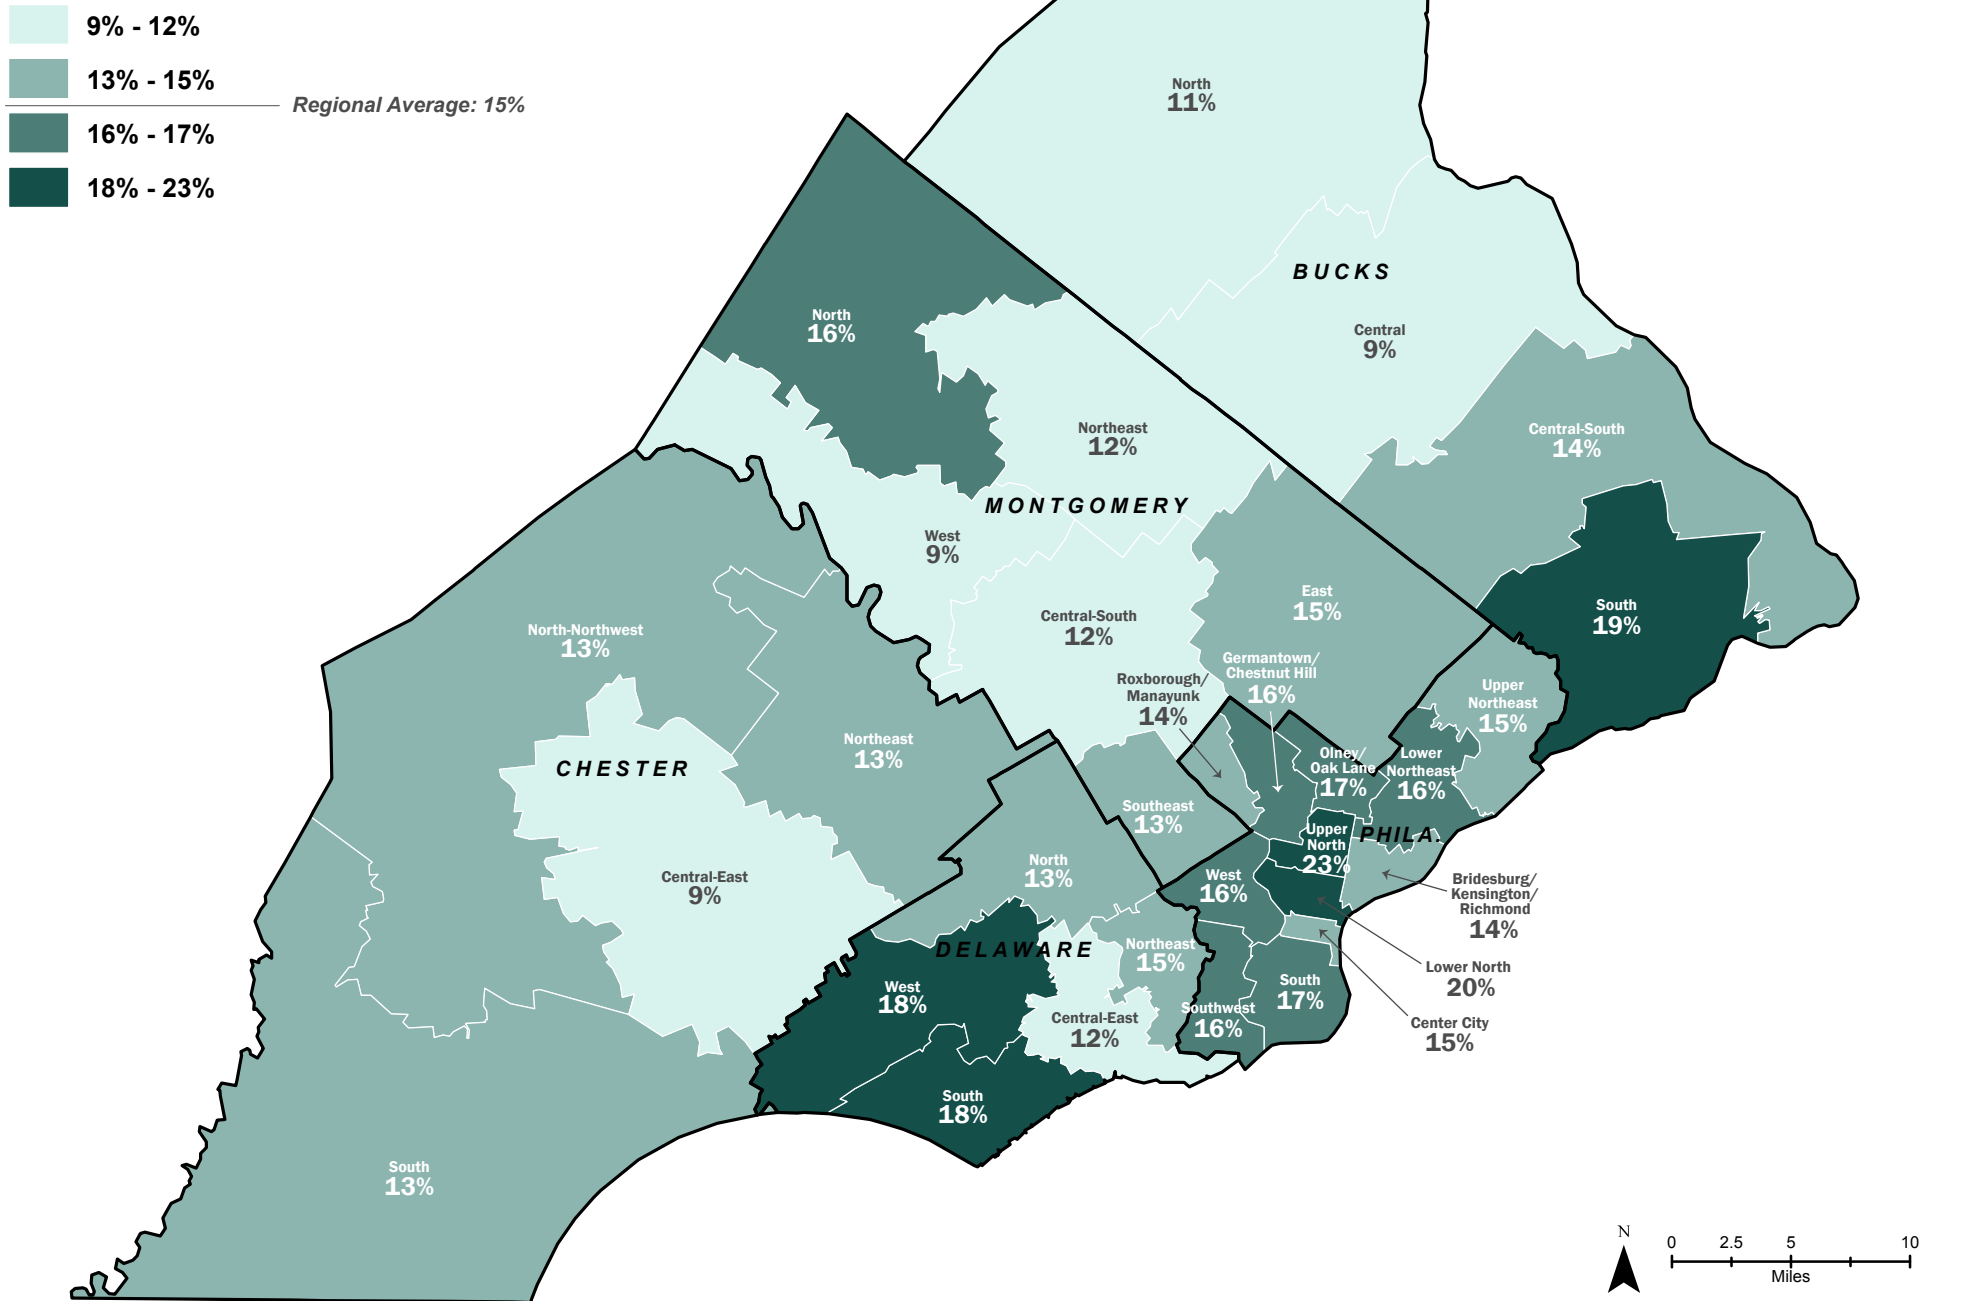 9% - 12%
13% - 15%
Regional Average: 15%
16% - 17%
18% - 23%
North
11%
BUCKS
Central
9%
Central-South
14%
South
19%
North
16%
Northeast
12%
MONTGOMERY
West
9%
Central-South
12%
East
15%
Southeast
13%
North-Northwest
13%
CHESTER
Northeast
13%
Central-East
9%
South
13%
North
13%
DELAWARE
Northeast
15%
West
18%
Central-East
12%
South
18%
Roxborough/
Manayunk
14%
Germantown/
Chestnut Hill
16%
Olney/
Oak Lane
17%
Lower
Northeast
16%
Upper
Northeast
15%
PHILA.
Upper
North
23%
West
16%
Southwest
16%
South
17%
Bridesburg/
Kensington/
Richmond
14%
Lower North
20%
Center City
15%
N
0 2.5 5 10
Miles